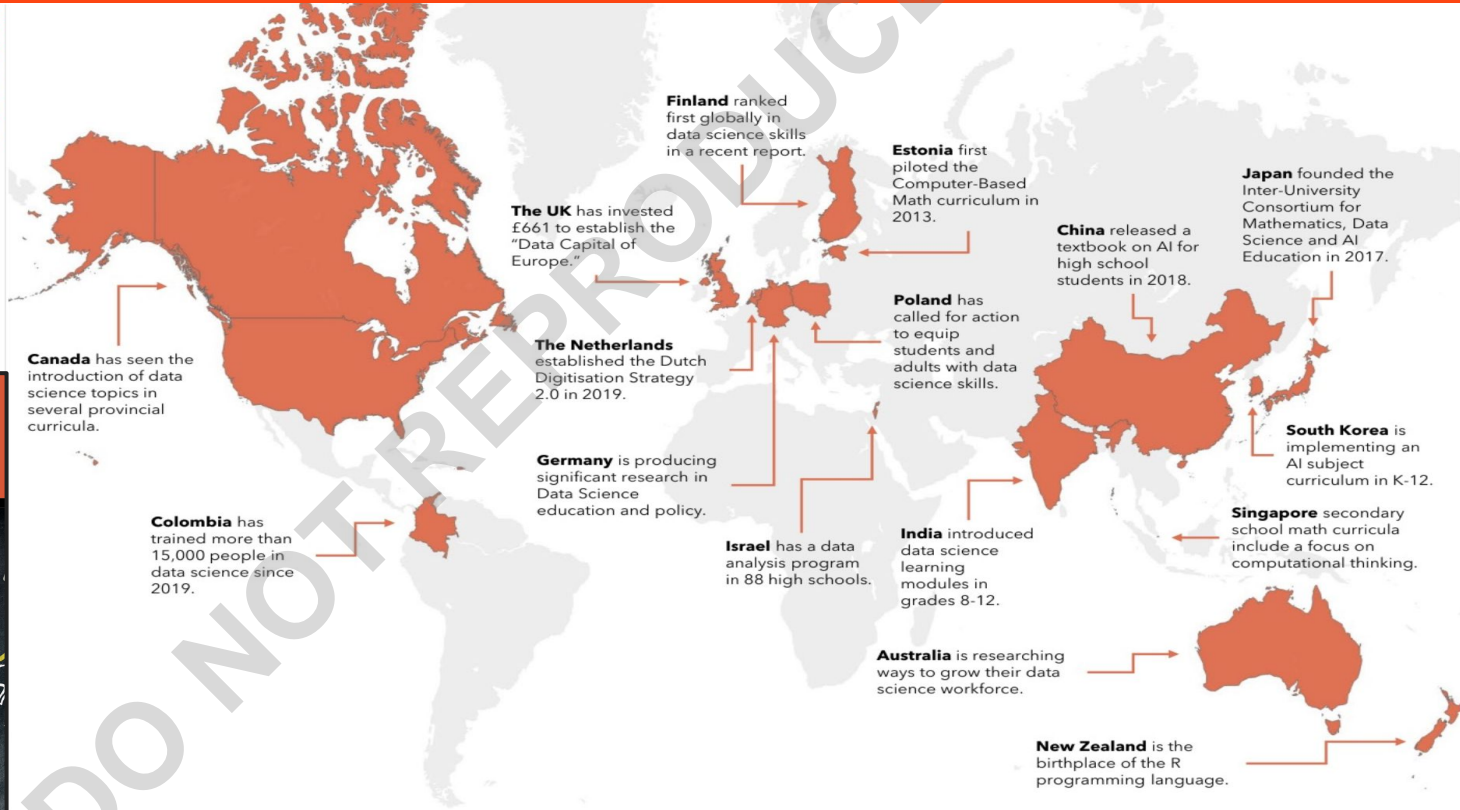 Finland ranked
first globally in
data science skills
in a recent report.
Estonia first
piloted the
Computer-Based
Math curriculum in
2013.
Japan founded the
Inter-University
Consortium for
Mathematics, Data
Science and AI
Education in 2017.
The UK has invested
£661 to establish the
“Data Capital of
Europe.”
China released a
textbook on AI for
high school
students in 2018.
Poland has
called for action
to equip
students and
adults with data
science skills.
The Netherlands
established the Dutch
Digitisation Strategy
2.0 in 2019.
Canada has seen the
introduction of data
science topics in
several provincial
curricula.
South Korea is
implementing an
AI subject
curriculum in K-12.
Germany is producing
significant research in
Data Science
education and policy.
Colombia has
trained more than
15,000 people in
data science since
2019.
Israel has a data
analysis program
in 88 high schools.
India introduced
data science
learning
modules in
grades 8-12.
Singapore secondary
school math curricula
include a focus on
computational thinking.
Australia is researching
ways to grow their data
science workforce.
New Zealand is the
birthplace of the R
programming language.
DO NOT REPRODUCE